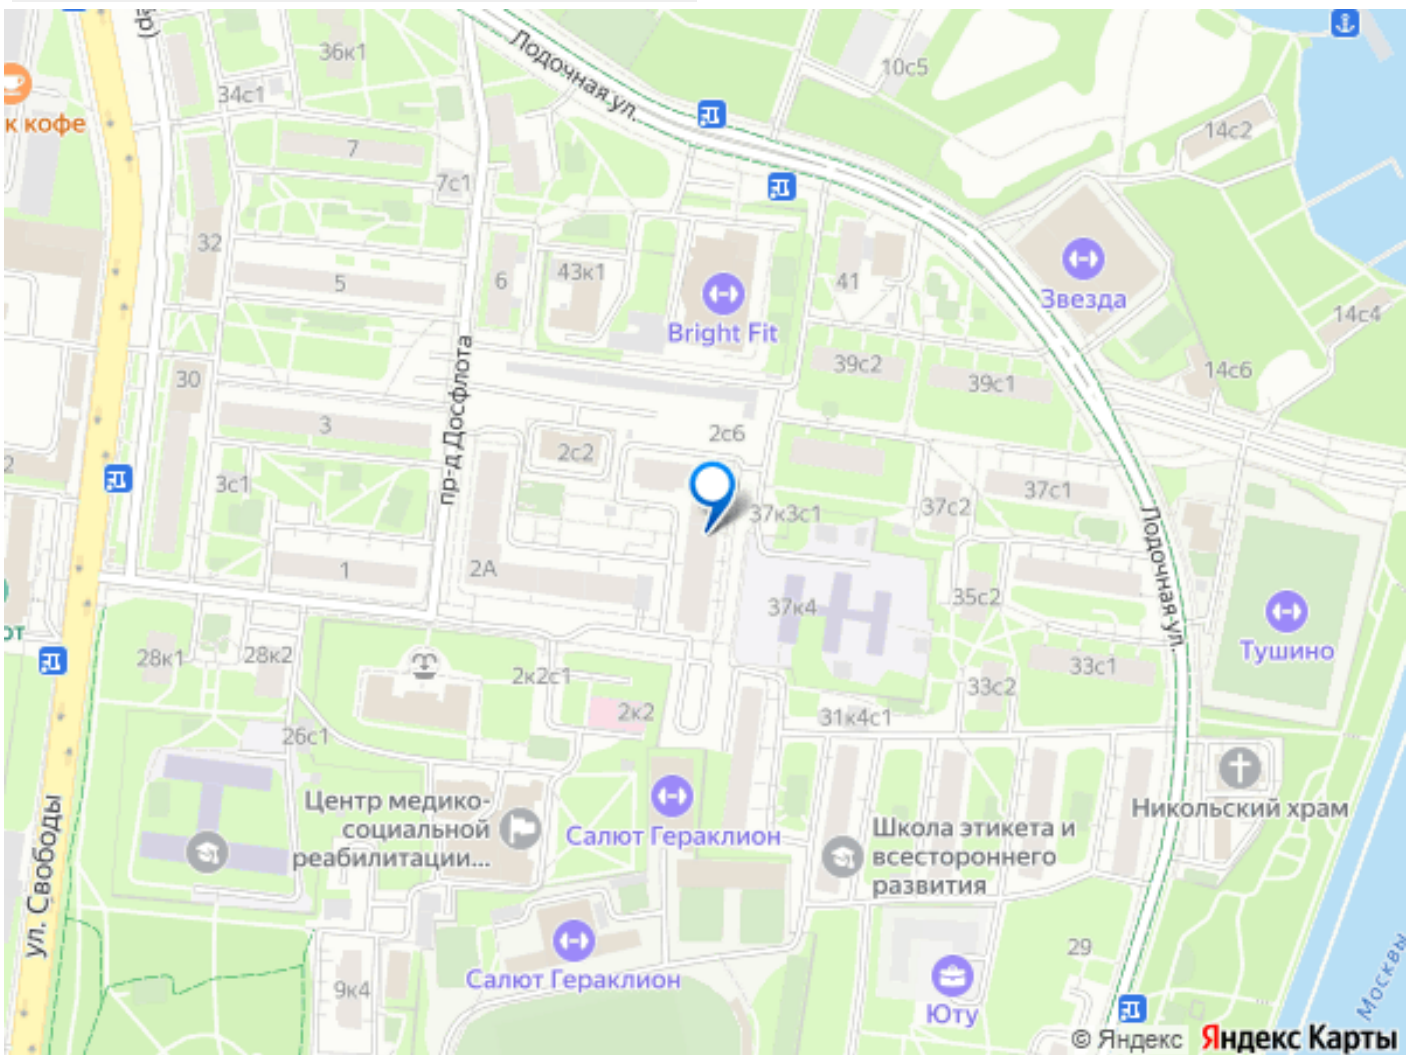 36к1
Лодочная ул.
10с5
34с1
к кофе
14с2
7
7с1
32
43к1
6
5
41
Звезда
Bright Fit
14с4
39с2
39с1
14с6
30
пр-д Досфлота
3
2с6
2с2
2
3с1
37с1
37с2
37к3с1
Лодочная ул.
1
2А
35с2
37к4
от
28к1
28к2
2к2с1
33с1
33с2
Тушино
2к2
31к4с1
26с1
Центр медико-
социальной
реабилитации...
Салют Гераклион
Школа этикета и
всестороннего
развития
Никольский храм
ул. Свободы
Салют Гераклион
9к4
29
Юту
Москвы
© Яндекс Яндекс Карты